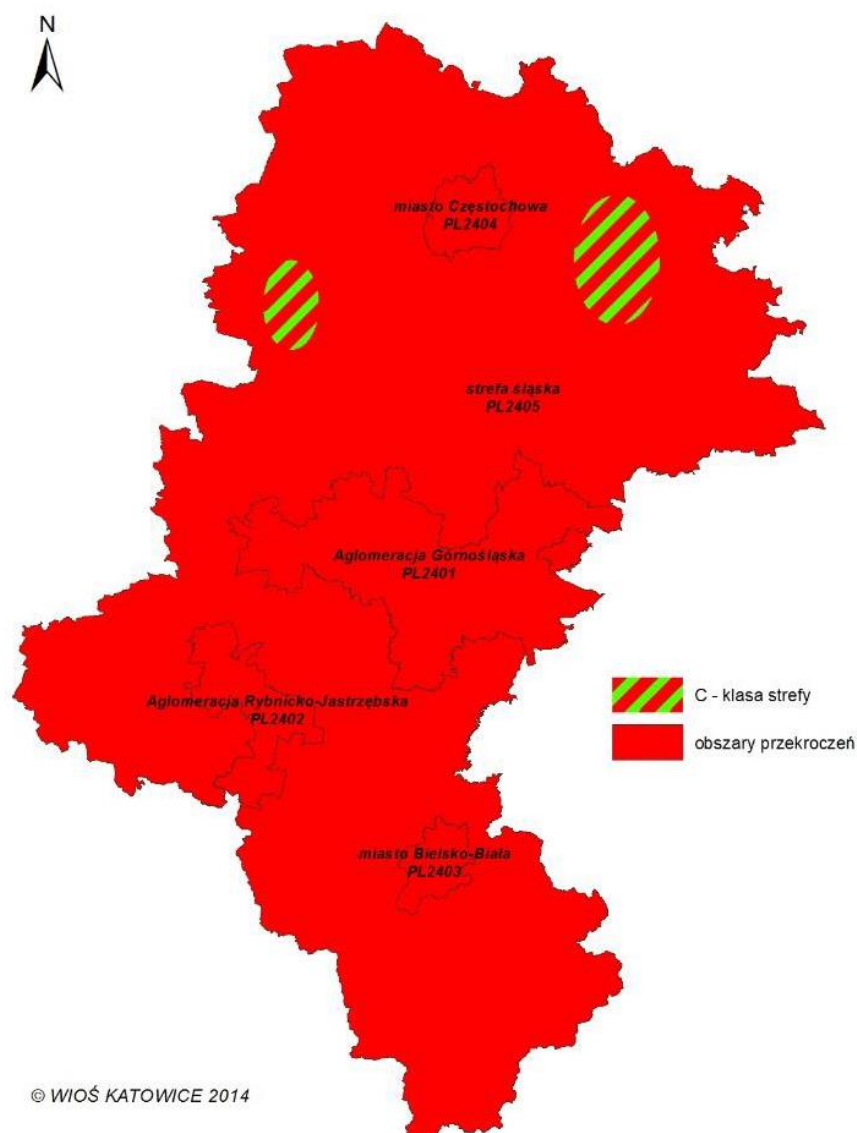 N
miasto Częstochowa
PL2404
strefa śląska
PL2405
Aglomeracja Górnośląska
PL2401
Aglomeracja Rybnicko-Jastrzębska
PL2402
C - klasa strefy
obszary przekroczeń
miasto Bielsko-Biała
PL2403
© WIOŚ KATOWICE 2014